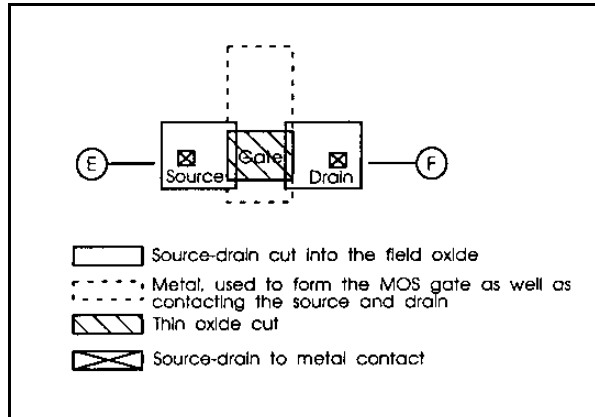 E
Source
Gate
Drain
F
Source-drain cut into the field oxide
Metal, used to form the MOS gate as well as
contacting the source and drain
Thin oxide cut
Source-drain to metal contact